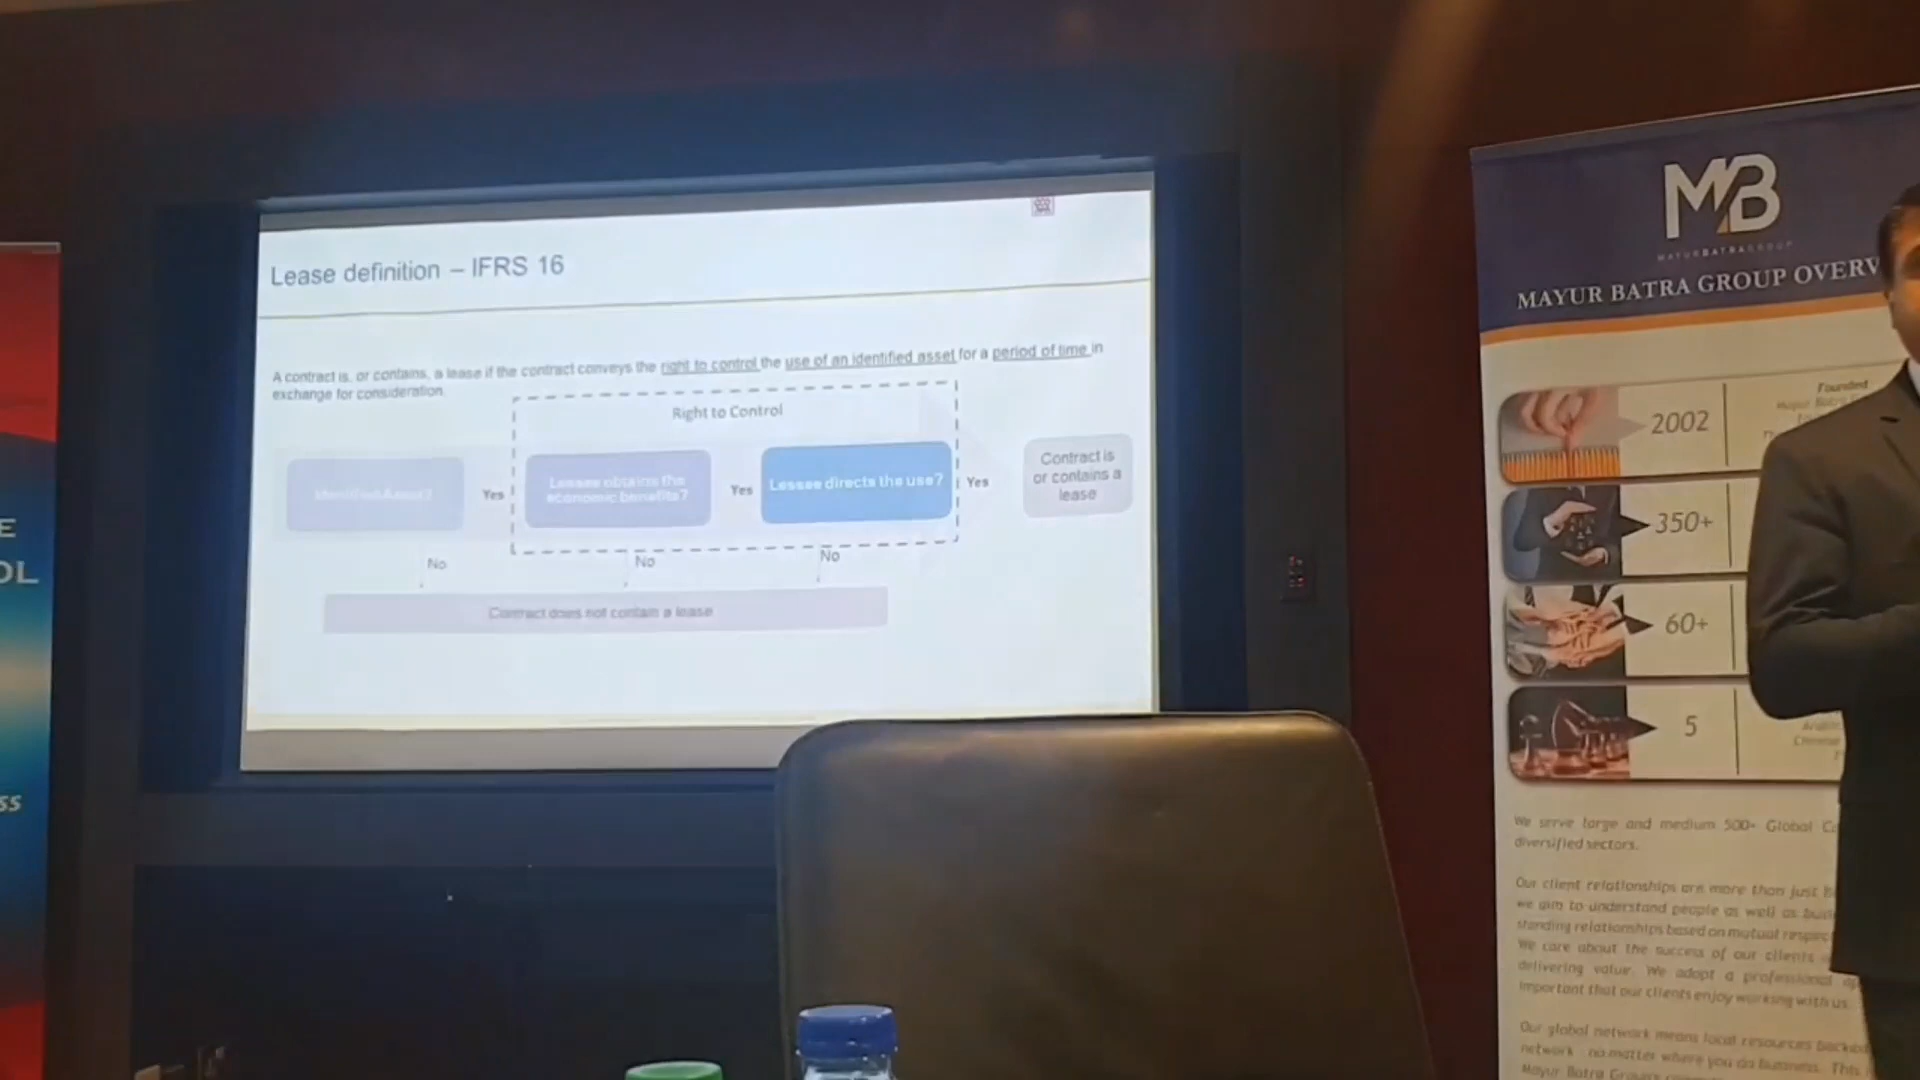 Lease definition – IFRS 16
A contract is, or contains, a lease if the contract conveys the right to control the use of an identified asset for a period of time in
exchange for consideration.
Right to Control
Identified Asset?
Yes
Lessee obtains the
economic benefits?
Yes
Lessee directs the use?
Yes
Contract is
or contains a
lease
No
No
No
Contract does not contain a lease
E
OL
SS
MB
MAYURBATRAGROUP
MAYUR BATRA GROUP OVERV
2002
Founded
350+
60+
5
We serve large and medium 500+ Global
diversified sectors.
Our client relationships are more than just
we aim to understand people as well as
standing relationships based on mutual respect
We care about the success of our clients
delivering value. We adopt a professional
important that our clients enjoy working with us.
Our global network means local resources backed
network no matter where you do business. This
Mayur Batra Group